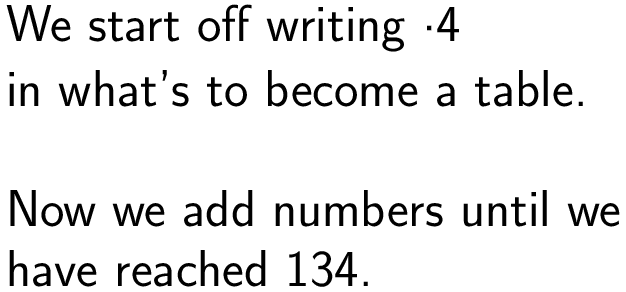 We start off writing ·4
in what's to become a table.
Now we add numbers until we
have reached 134.